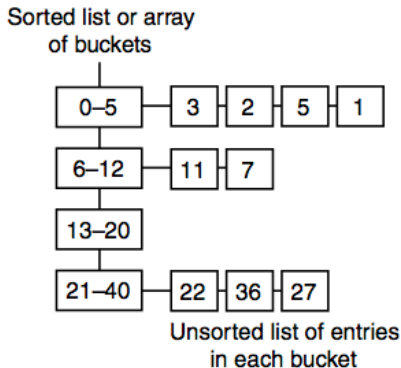 Sorted list or array
of buckets
0–5 3 2 5 1
6–12 11 7
13–20
21–40 22 36 27
Unsorted list of entries
in each bucket